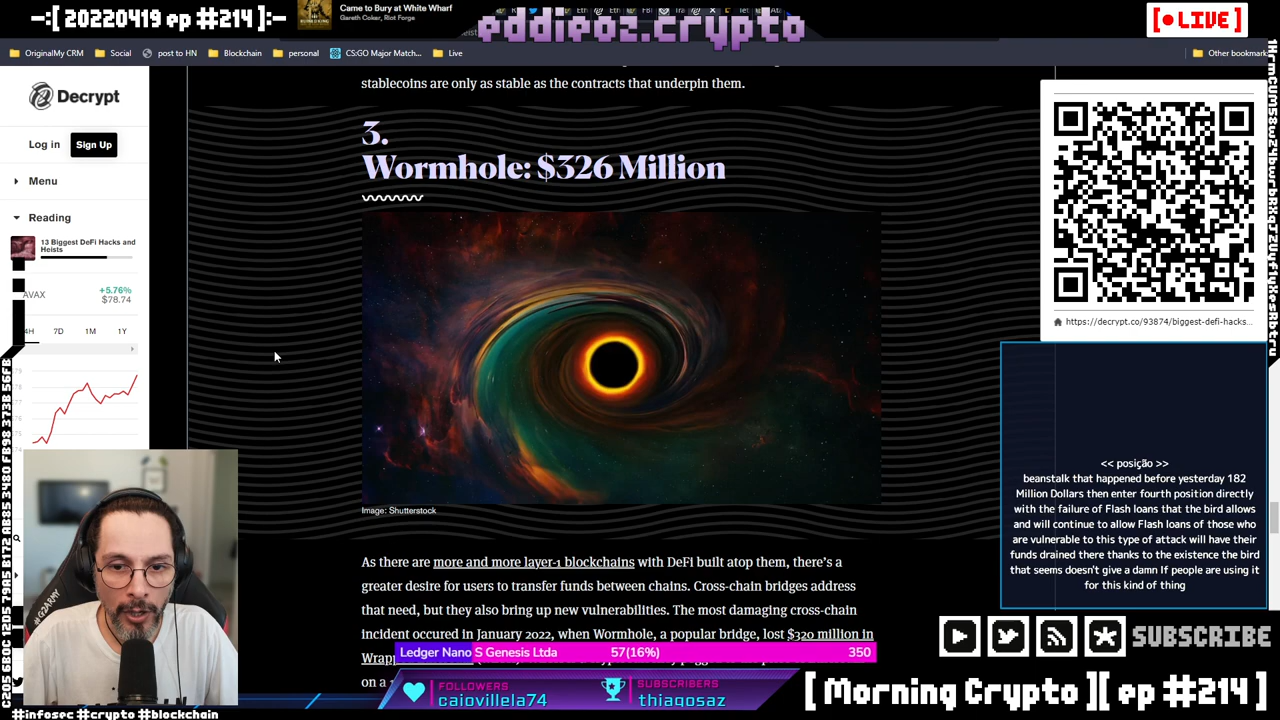 -:[ 20220419 ep #214 ]:-
Came to Bury at White Wharf
Gareth Coker, Riot Forge
eddieoz.crypto
[●LIVE]
OriginalMy CRM
Social
post to HN
Blockchain
personal
CS:GO Major Match...
Live
Other bookmark
Decrypt
Log in
Sign Up
Menu
Reading
13 Biggest DeFi Hacks and
Heists
AVAX
+5.76%
$78.74
7D
1M
1Y
stablecoins are only as stable as the contracts that underpin them.
3.
Wormhole: $326 Million
Image: Shutterstock
As there are more and more layer-1 blockchains with DeFi built atop them, there's a
greater desire for users to transfer funds between chains. Cross-chain bridges address
that need, but they also bring up new vulnerabilities. The most damaging cross-chain
incident occured in January 2022, when Wormhole, a popular bridge, lost $320 million in
on a
https://decrypt.co/93874/biggest-defi-hacks...
<< posição >>
beanstalk that happened before yesterday 182
Million Dollars then enter fourth position directly
with the failure of Flash loans that the bird allows
and will continue to allow Flash loans of those who
are vulnerable to this type of attack will have their
funds drained there thanks to the existence the bird
that seems doesn't give a damn If people are using it
for this kind of thing
Ledger Nano S Genesis Ltda
57(16%)
350
FOLLOWERS
caiovillela74
SUBSCRIBERS
thiagosaz
SUBSCRIBE
[ Morning Crypto ][ ep #214 ]
#G2ARMY
#infosec #crypto #blockchain